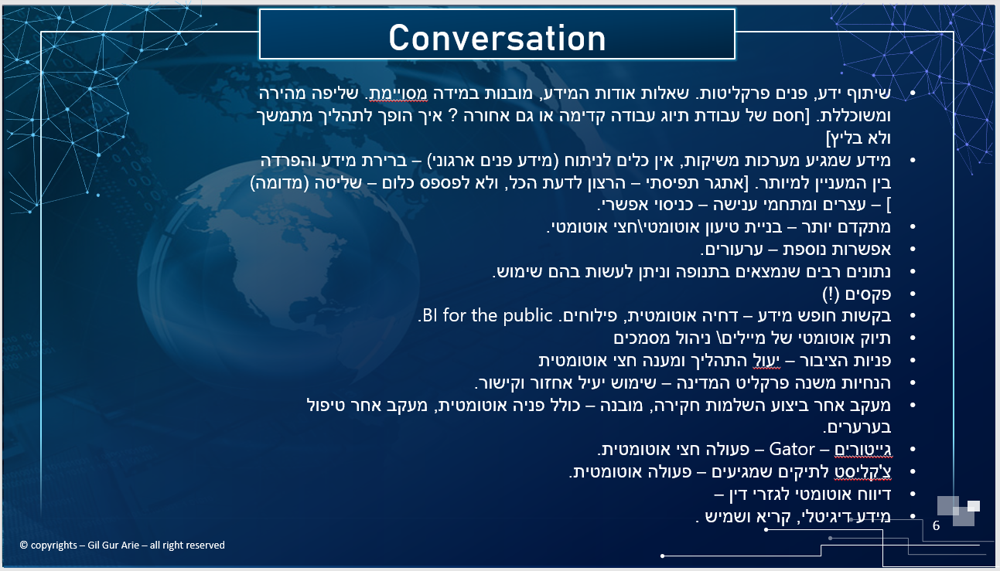 Conversation
• שיתוף ידע, פנים פרקליטות. שאלות אודות המידע, מובנות במידה מסויימת. שליפה מהירה
ומשוכללת. [חסם של עבודת תיוג עבודה קדימה או גם אחורה ? איך הופך לתהליך מתמשך
ולא בליץ]
• מידע שמגיע מערכות משיקות, אין כלים לניתוח (מידע פנים ארגוני) – ברירת מידע והפרדה
בין המעניין למיותר. [אתגר תפיסתי – הרצון לדעת הכל, ולא לפספס כלום – שליטה (מדומה)
] – עצרים ומתחמי ענישה – כניסוי אפשרי.
• מתקדם יותר – בניית טיעון אוטומטי\חצי אוטומטי.
• אפשרות נוספת – ערעורים.
• נתונים רבים שנמצאים בתנופה וניתן לעשות בהם שימוש.
• פקסים (!)
• בקשות חופש מידע – דחיה אוטומטית, פילוחים. BI for the public.
• תיוק אוטומטי של מיילים\ ניהול מסמכים
• פניות הציבור – יעול התהליך ומענה חצי אוטומטית
• הנחיות משנה פרקליט המדינה – שימוש יעיל אחזור וקישור.
• מעקב אחר ביצוע השלמות חקירה, מובנה – כולל פניה אוטומטית, מעקב אחר טיפול
בעררים.
• גייטורים – Gator – פעולה חצי אוטומטית.
• צ'קליסט לתיקים שמגיעים – פעולה אוטומטית.
• דיווח אוטומטי לגזרי דין –
• מידע דיגיטלי, קריא ושמיש .
6
© copyrights – Gil Gur Arie – all right reserved